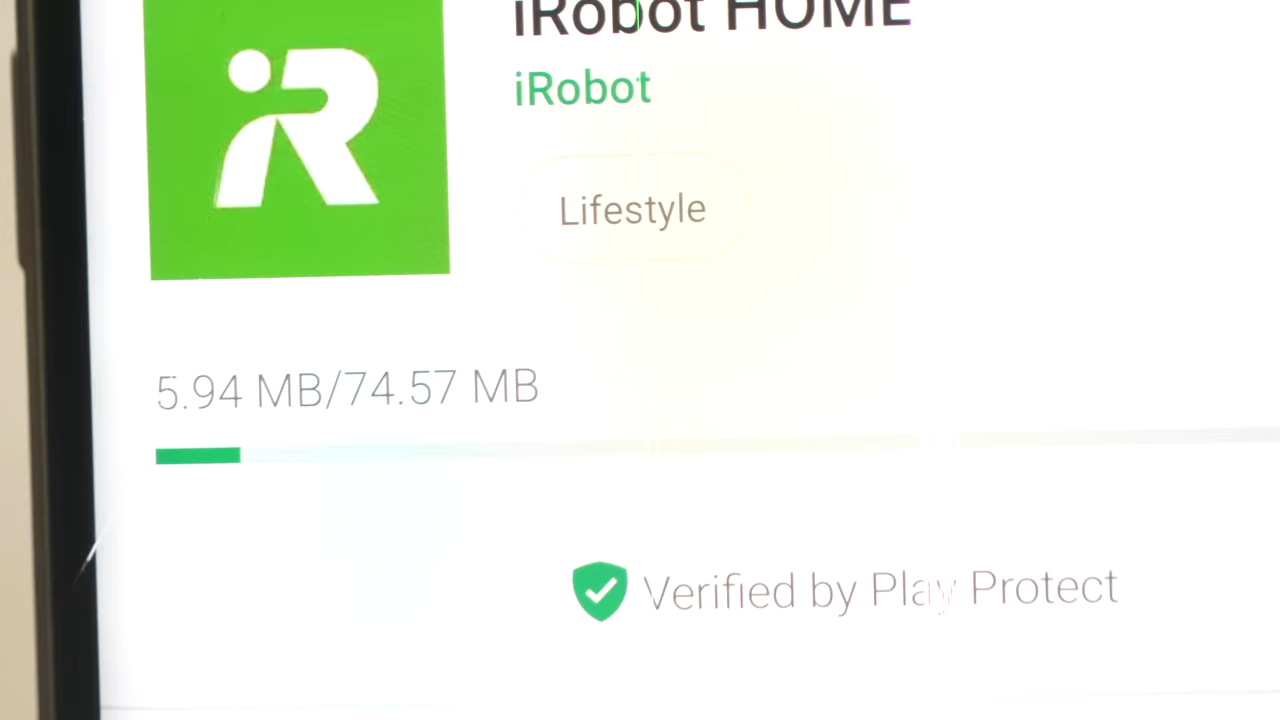 iRobot HOME
iRobot
Lifestyle
5.94 MB/74.57 MB
Verified by Play Protect